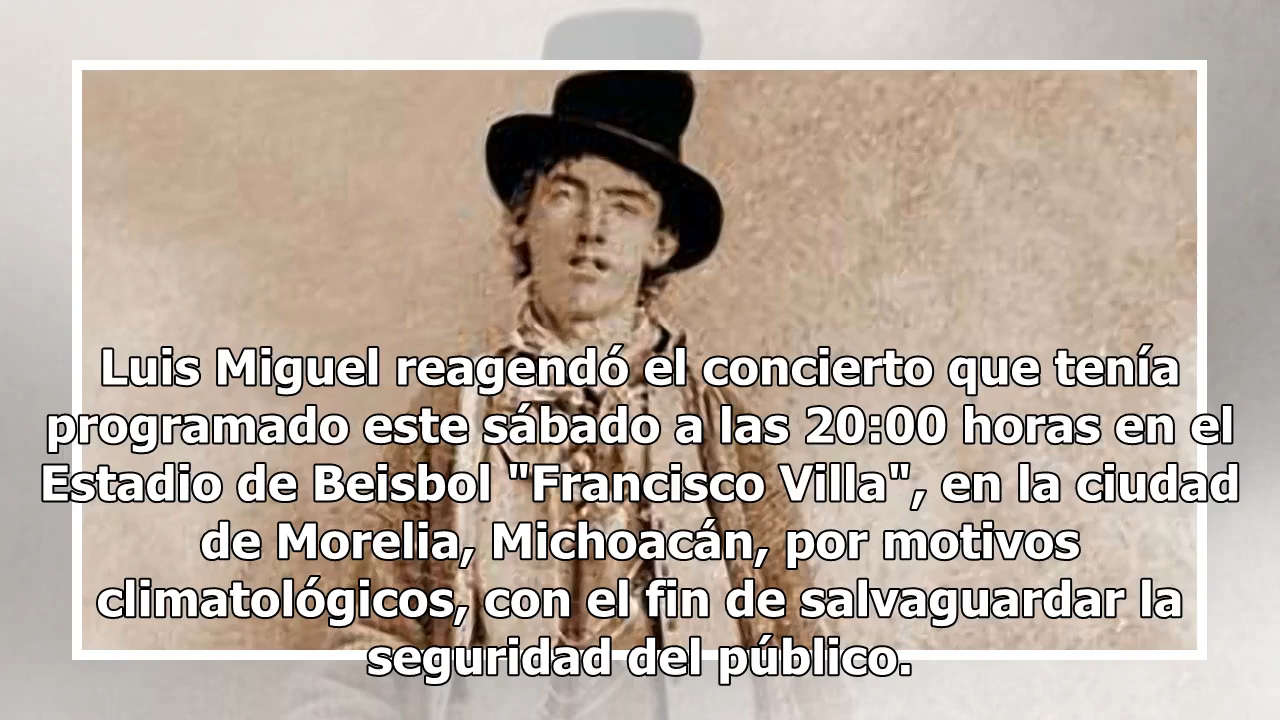 Luis Miguel reagendó el concierto que tenía
programado este sábado a las 20:00 horas en el
Estadio de Beisbol "Francisco Villa", en la ciudad
de Morelia, Michoacán, por motivos
climatológicos, con el fin de salvaguardar la
seguridad del público.